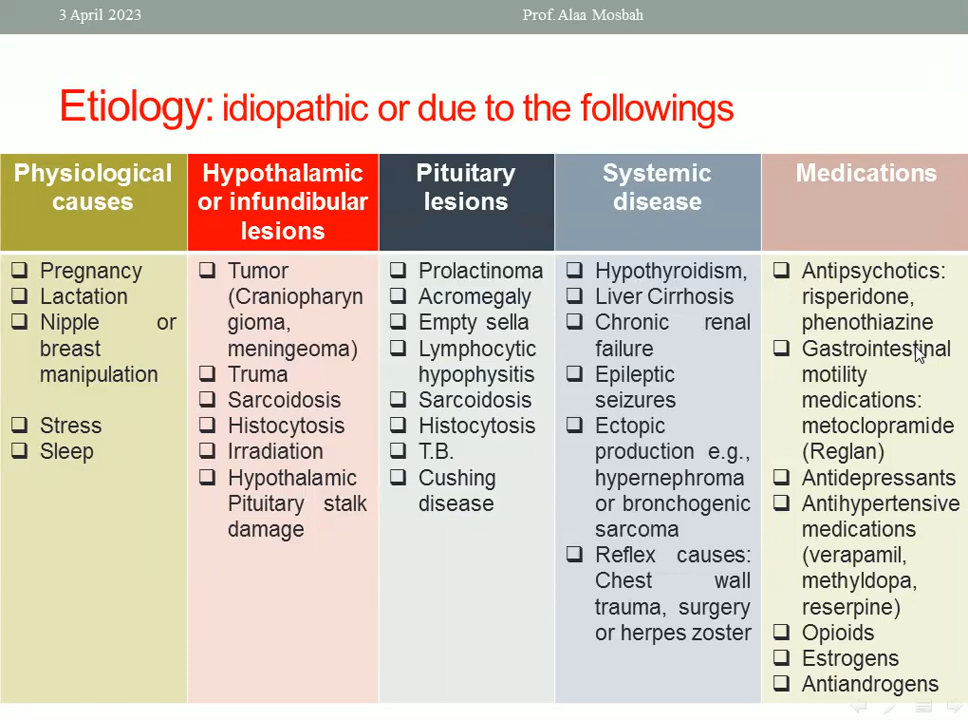 3 April 2023
Prof. Alaa Mosbah
Etiology: idiopathic or due to the followings
Physiological
causes
Hypothalamic
or infundibular
lesions
Pituitary
lesions
Systemic
disease
Medications
Pregnancy
Lactation
Nipple or
breast
manipulation
Stress
Sleep
Tumor
(Craniopharyn
gioma,
meningeoma)
Truma
Sarcoidosis
Histocytosis
Irradiation
Hypothalamic
Pituitary stalk
damage
Prolactinoma
Acromegaly
Empty sella
Lymphocytic
hypophysitis
Sarcoidosis
Histocytosis
T.B.
Cushing
disease
Hypothyroidism,
Liver Cirrhosis
Chronic renal
failure
Epileptic
seizures
Ectopic
production e.g.,
hypernephroma
or bronchogenic
sarcoma
Reflex causes:
Chest wall
trauma, surgery
or herpes zoster
Antipsychotics:
risperidone,
phenothiazine
Gastrointestinal
motility
medications:
metoclopramide
(Reglan)
Antidepressants
Antihypertensive
medications
(verapamil,
methyldopa,
reserpine)
Opioids
Estrogens
Antiandrogens